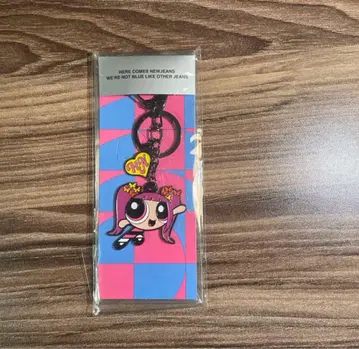 HERE COMES NEWJEANS
WE'RE NOT BLUE LIKE OTHER JEANS